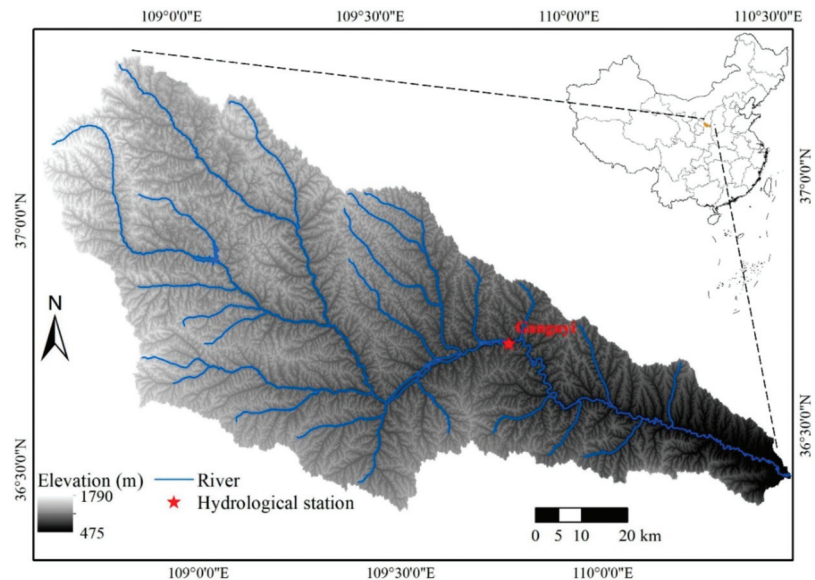 109°0'0"E 109°30'0"E 110°0'0"E 110°30'0"E
37°0'0"N
37°0'0"N
N
Ganguyi
36°30'0"N
36°30'0"N
Elevation (m)
1790
475
River
Hydrological station
0 5 10 20 km
109°0'0"E 109°30'0"E 110°0'0"E